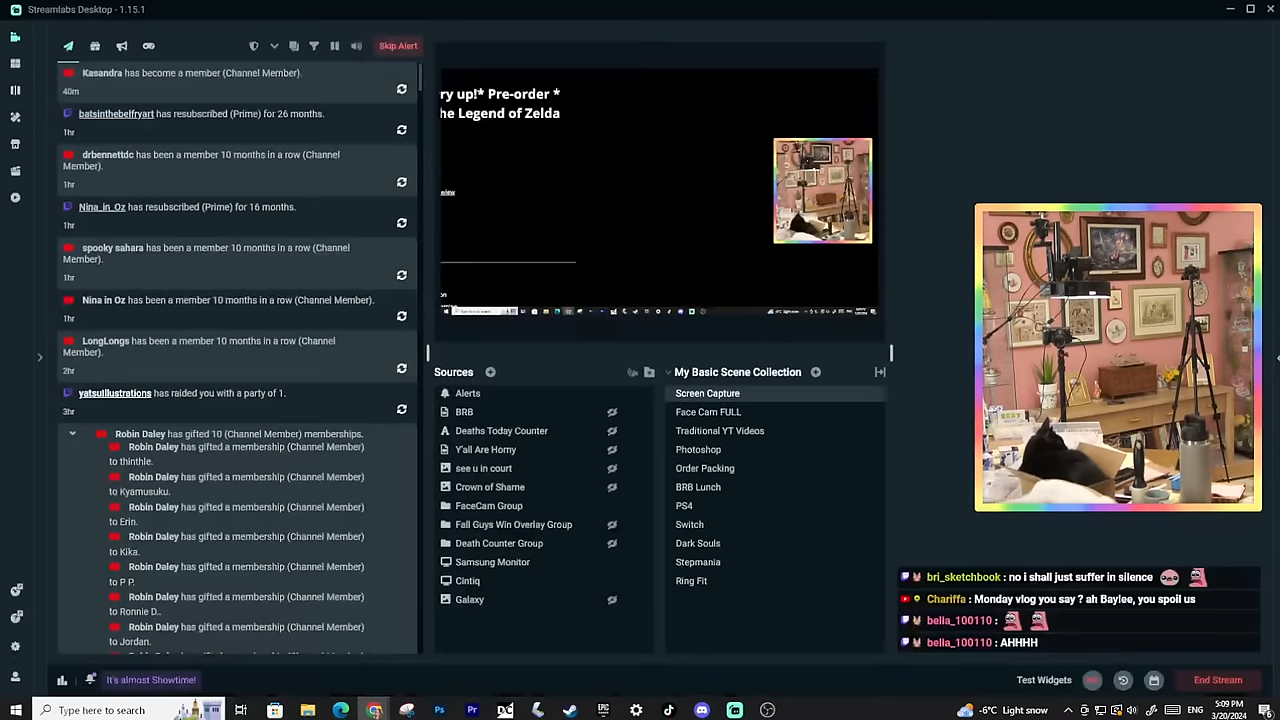 Streamlabs Desktop - 1.15.1
Skip Alert
Kasandra has become a member (Channel Member).
40m
batsinthebelfryart has resubscribed (Prime) for 26 months.
1hr
drbennettdc has been a member 10 months in a row (Channel
Member).
1hr
Nina_in_Oz has resubscribed (Prime) for 16 months.
1hr
spooky sahara has been a member 10 months in a row (Channel
Member).
1hr
Nina in Oz has been a member 10 months in a row (Channel Member).
1hr
LongLongs has been a member 10 months in a row (Channel
Member).
2hr
yatsuillustrations has raided you with a party of 1.
3hr
Robin Daley has gifted 10 (Channel Member) memberships.
Robin Daley has gifted a membership (Channel Member)
to thinthle.
Robin Daley has gifted a membership (Channel Member)
to Kyamusuku.
Robin Daley has gifted a membership (Channel Member)
to Erin.
Robin Daley has gifted a membership (Channel Member)
to Kika.
Robin Daley has gifted a membership (Channel Member)
to P P.
Robin Daley has gifted a membership (Channel Member)
to Ronnie D..
Robin Daley has gifted a membership (Channel Member)
to Jordan.
It's almost Showtime!
ry up!* Pre-order *
he Legend of Zelda
Sources
Alerts
BRB
Deaths Today Counter
Y'all Are Horny
see u in court
Crown of Shame
FaceCam Group
Fall Guys Win Overlay Group
Death Counter Group
Samsung Monitor
Cintiq
Galaxy
My Basic Scene Collection
Screen Capture
Face Cam FULL
Traditional YT Videos
Photoshop
Order Packing
BRB Lunch
PS4
Switch
Dark Souls
Stepmania
Ring Fit
bri_sketchbook : no i shall just suffer in silence
Chariffa : Monday vlog you say ? ah Baylee, you spoil us
belia_100110 :
belia_100110 : AHHHH
Test Widgets
End Stream
Type here to search
-6°C Light snow
ENG
5:09 PM
3/20/2024